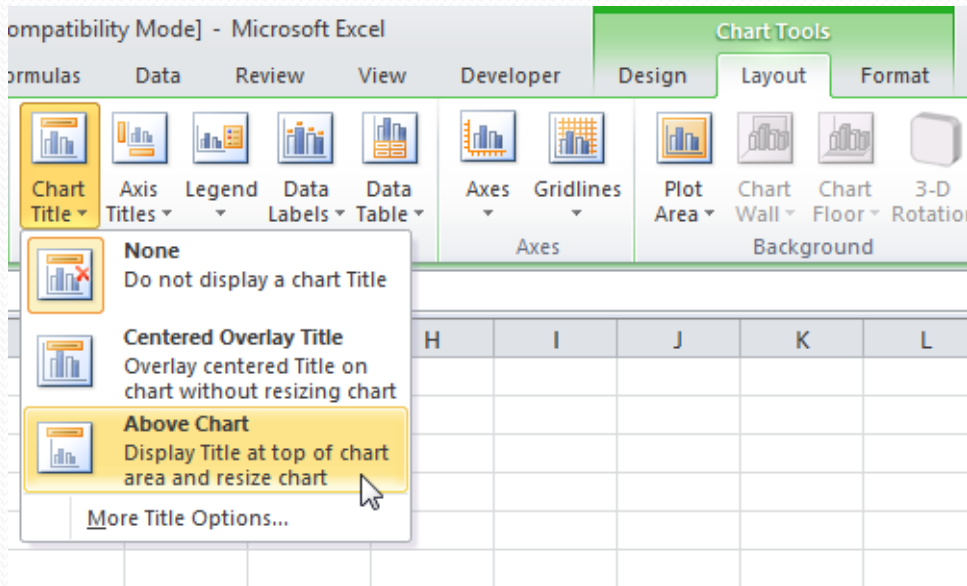 ompatibility Mode] - Microsoft Excel
Chart Tools
ormulas Data Review View Developer Design Layout Format
Chart Title Axis Titles Legend Data Labels Data Table Axes Gridlines Plot Area Chart Wall Chart Floor 3-D Rotation
Axes Background
None
Do not display a chart Title
H I J K L
Centered Overlay Title
Overlay centered Title on
chart without resizing chart
Above Chart
Display Title at top of chart
area and resize chart
More Title Options...